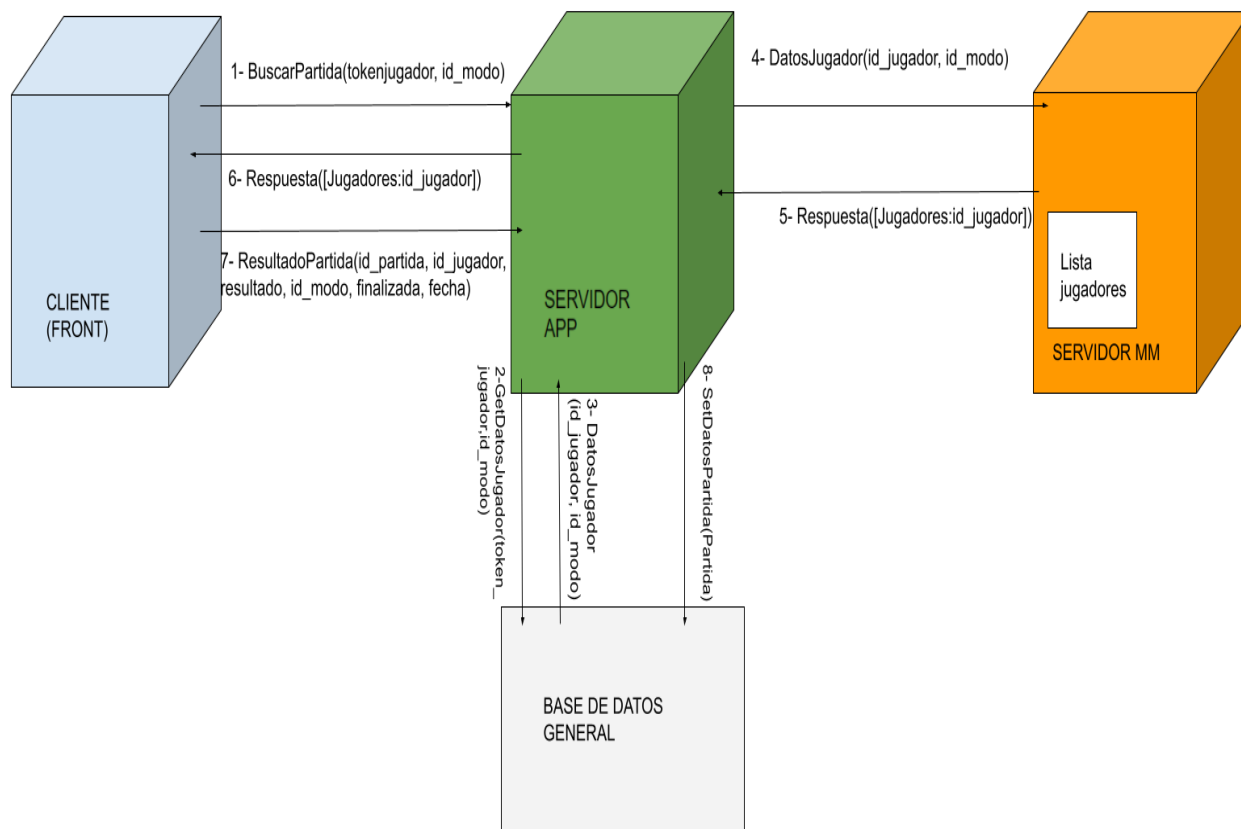 1- BuscarPartida(tokenjugador, id_modo)
4- DatosJugador(id_jugador, id_modo)
6- Respuesta([Jugadores:id_jugador])
5- Respuesta([Jugadores:id_jugador])
7- ResultadoPartida(id_partida, id_jugador,
resultado, id_modo, finalizada, fecha)
CLIENTE
(FRONT)
SERVIDOR
APP
Lista
jugadores
SERVIDOR MM
2-GetDatosJugador(token_
jugador,id_modo)
3- DatosJugador
(id_jugador, id_modo)
8- SetDatosPartida(Partida)
BASE DE DATOS
GENERAL